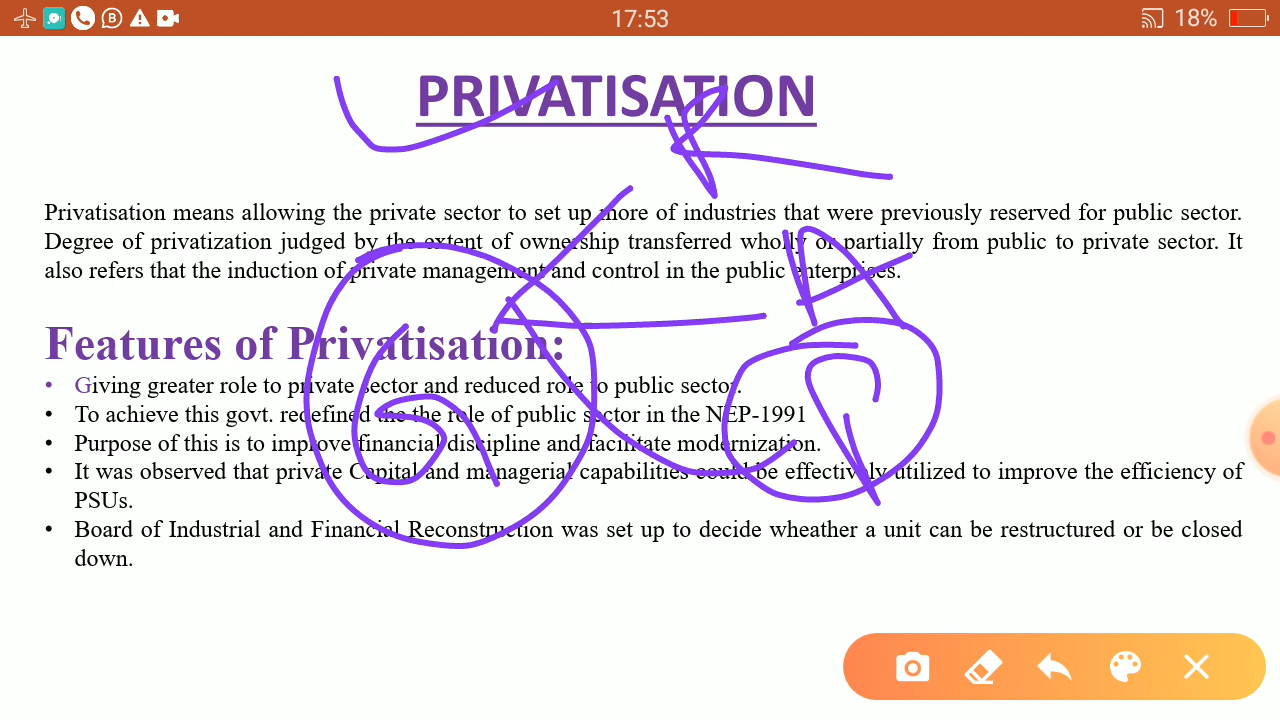 17:53
18%
PRIVATISATION
Privatisation means allowing the private sector to set up more of industries that were previously reserved for public sector.
Degree of privatization judged by the extent of ownership transferred wholly or partially from public to private sector. It
also refers that the induction of private management and control in the public enterprises.
Features of Privatisation:
• Giving greater role to private sector and reduced role to public sector.
• To achieve this govt. redefined the the role of public sector in the NEP-1991
• Purpose of this is to improve financial discipline and facilitate modernization.
• It was observed that private Capital and managerial capabilities could be effectively utilized to improve the efficiency of
PSUs.
• Board of Industrial and Financial Reconstruction was set up to decide wheather a unit can be restructured or be closed
down.
G
P